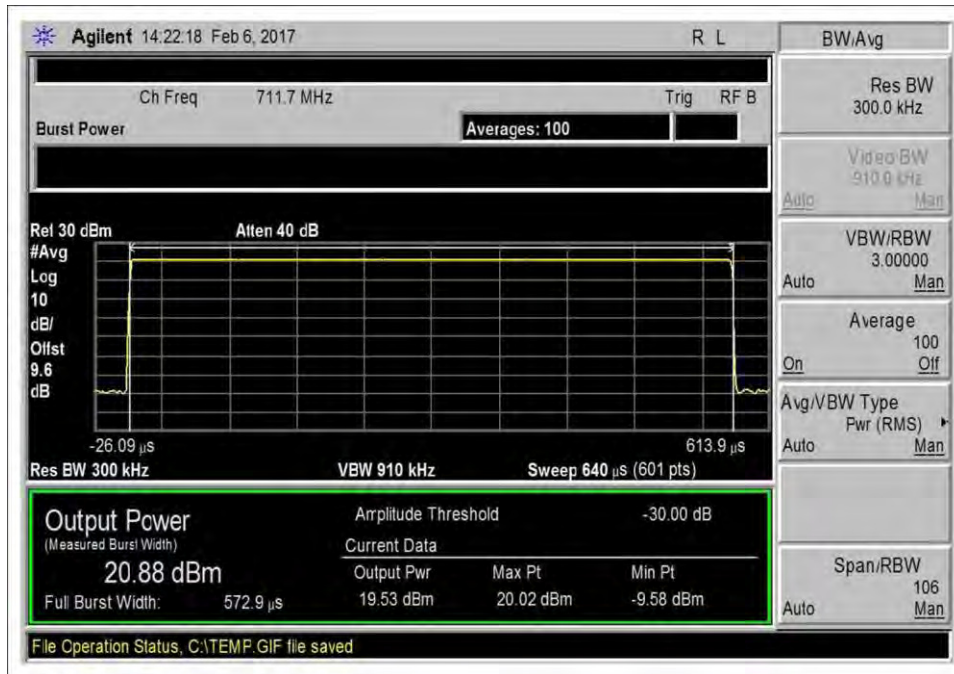 Agilent 14:22:18 Feb 6, 2017 R L
BW/Avg
Ch Freq 711.7 MHz Trig RF B
Burst Power
Averages: 100
Ref 30 dBm Atten 40 dB
#Avg
Log
10
dB/
Offst
9.6
dB
-26.09 µs 613.9 µs
Res BW 300 kHz VBW 910 kHz Sweep 640 µs (601 pts)
Output Power
(Measured Burst Width)
20.88 dBm
Full Burst Width: 572.9 µs
Amplitude Threshold -30.00 dB
Current Data
Output Pwr Max Pt Min Pt
19.53 dBm 20.02 dBm -9.58 dBm
File Operation Status, C:\TEMP.GIF file saved
Res BW
300.0 kHz
Video BW
910.0 kHz
Auto Man
VBW/RBW
3.00000
Auto Man
Average
100
On Off
Avg/VBW Type
Pwr (RMS)
Auto Man
Span/RBW
106
Auto Man